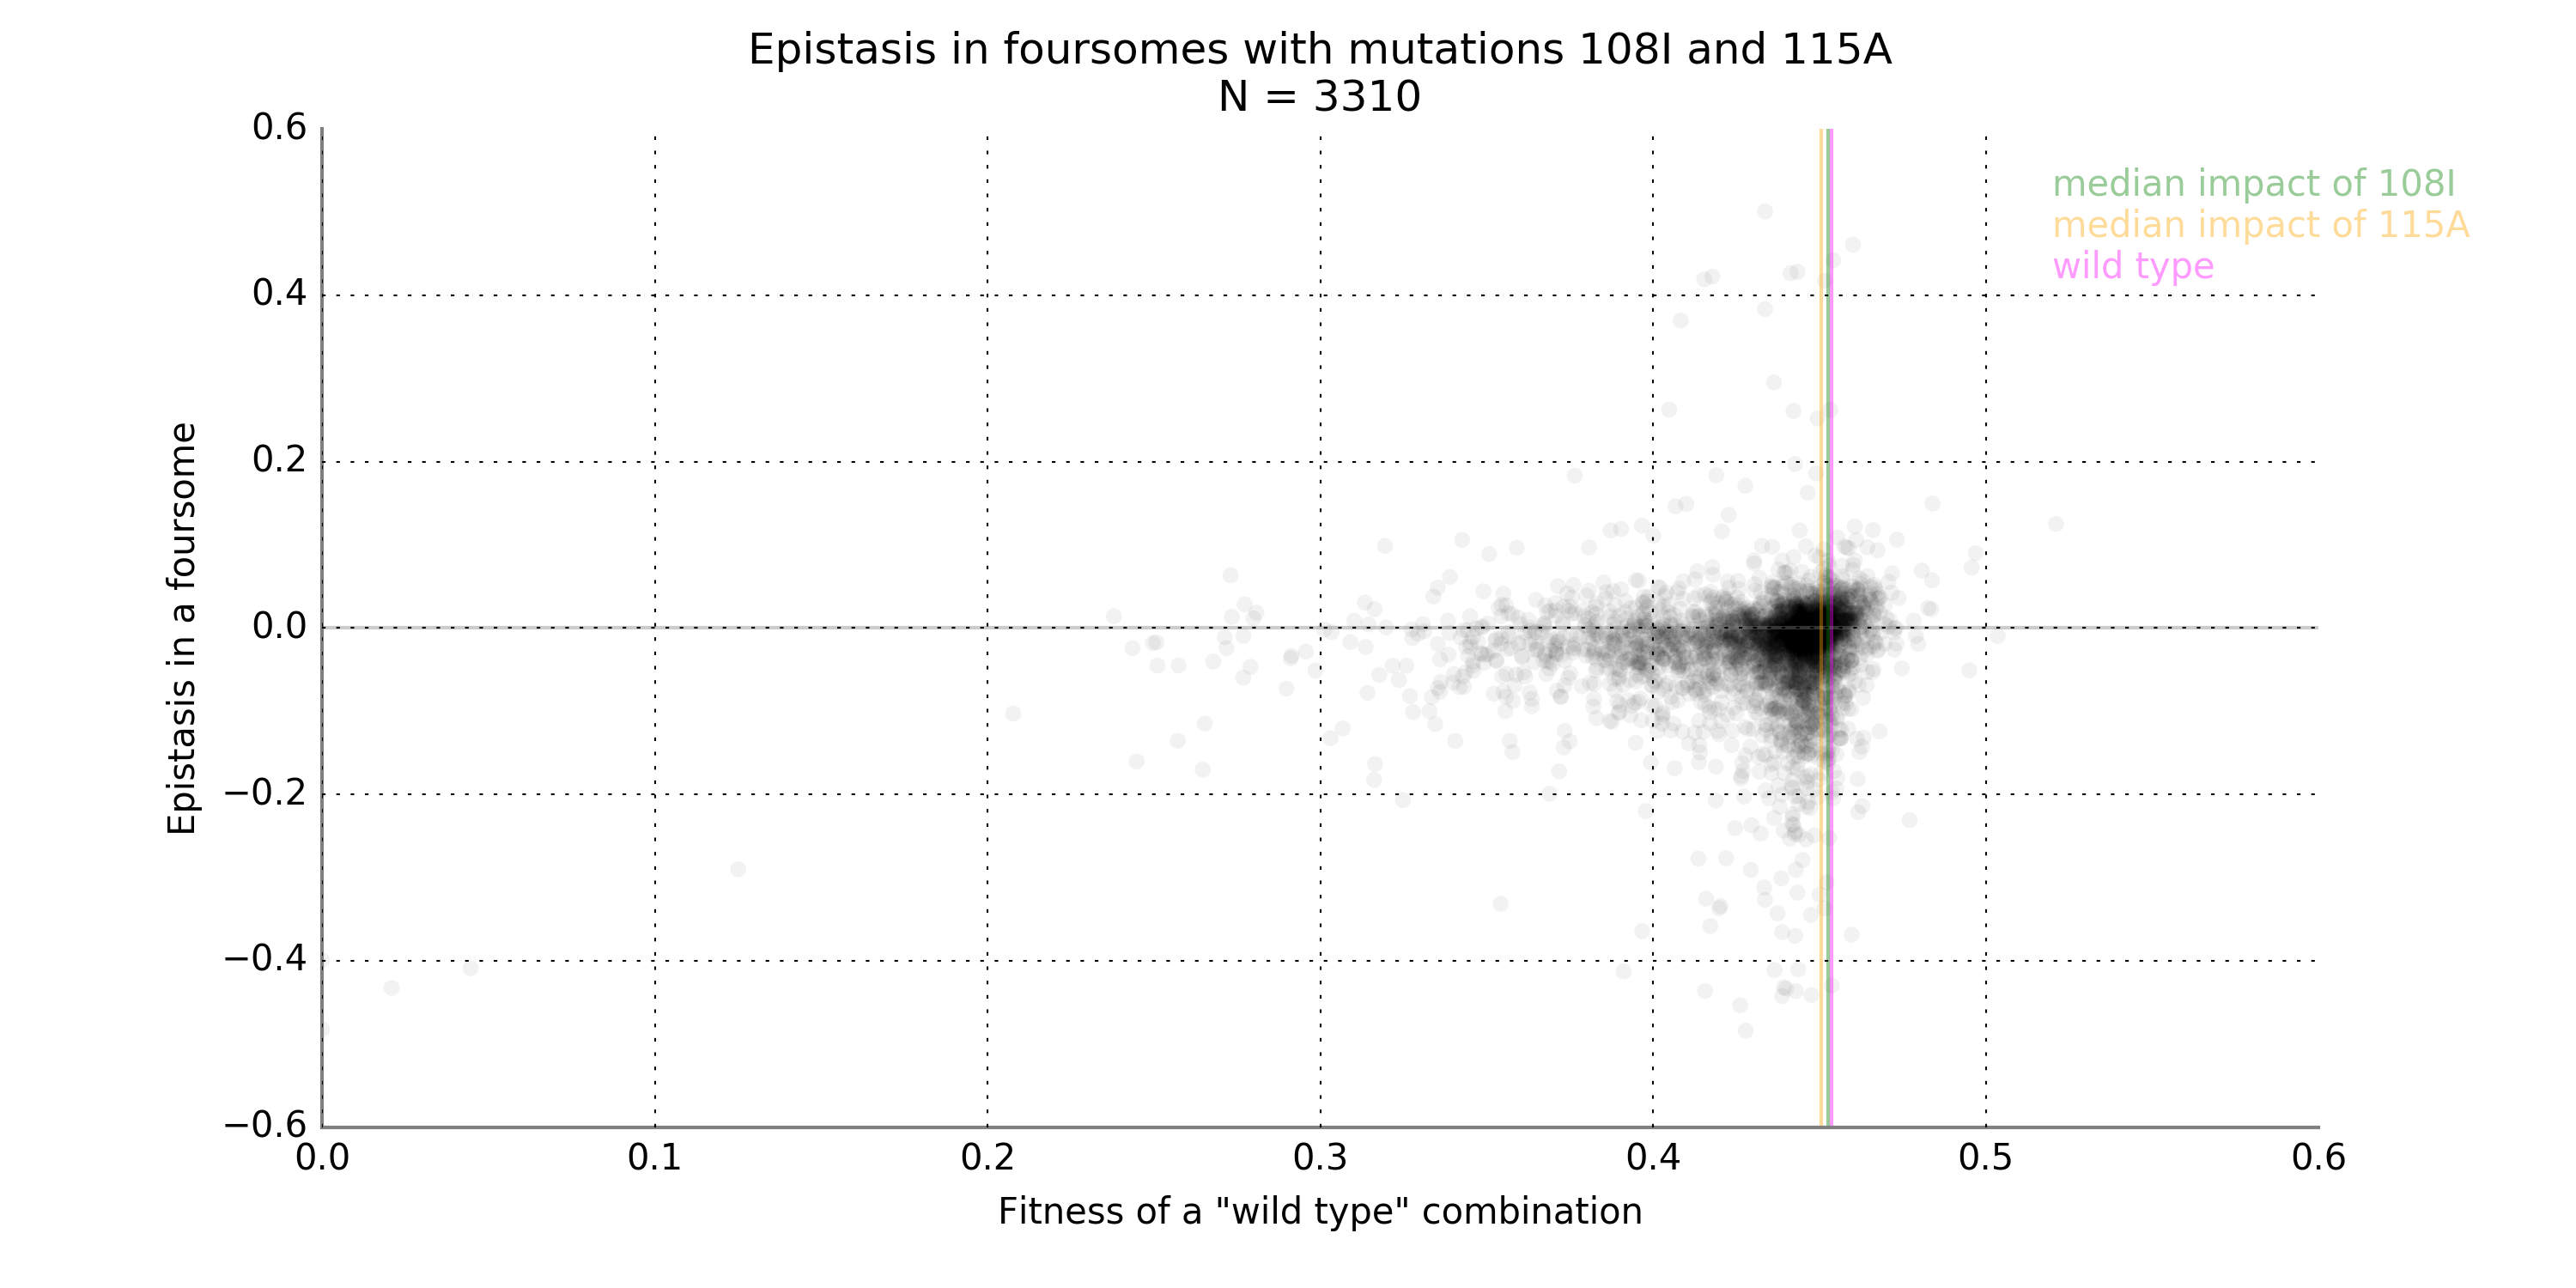 Epistasis in foursomes with mutations 108I and 115A
N = 3310
0.6
0.4
0.2
0.0
−0.2
−0.4
−0.6
Epistasis in a foursome
median impact of 108I
median impact of 115A
wild type
0.0 0.1 0.2 0.3 0.4 0.5 0.6
Fitness of a "wild type" combination